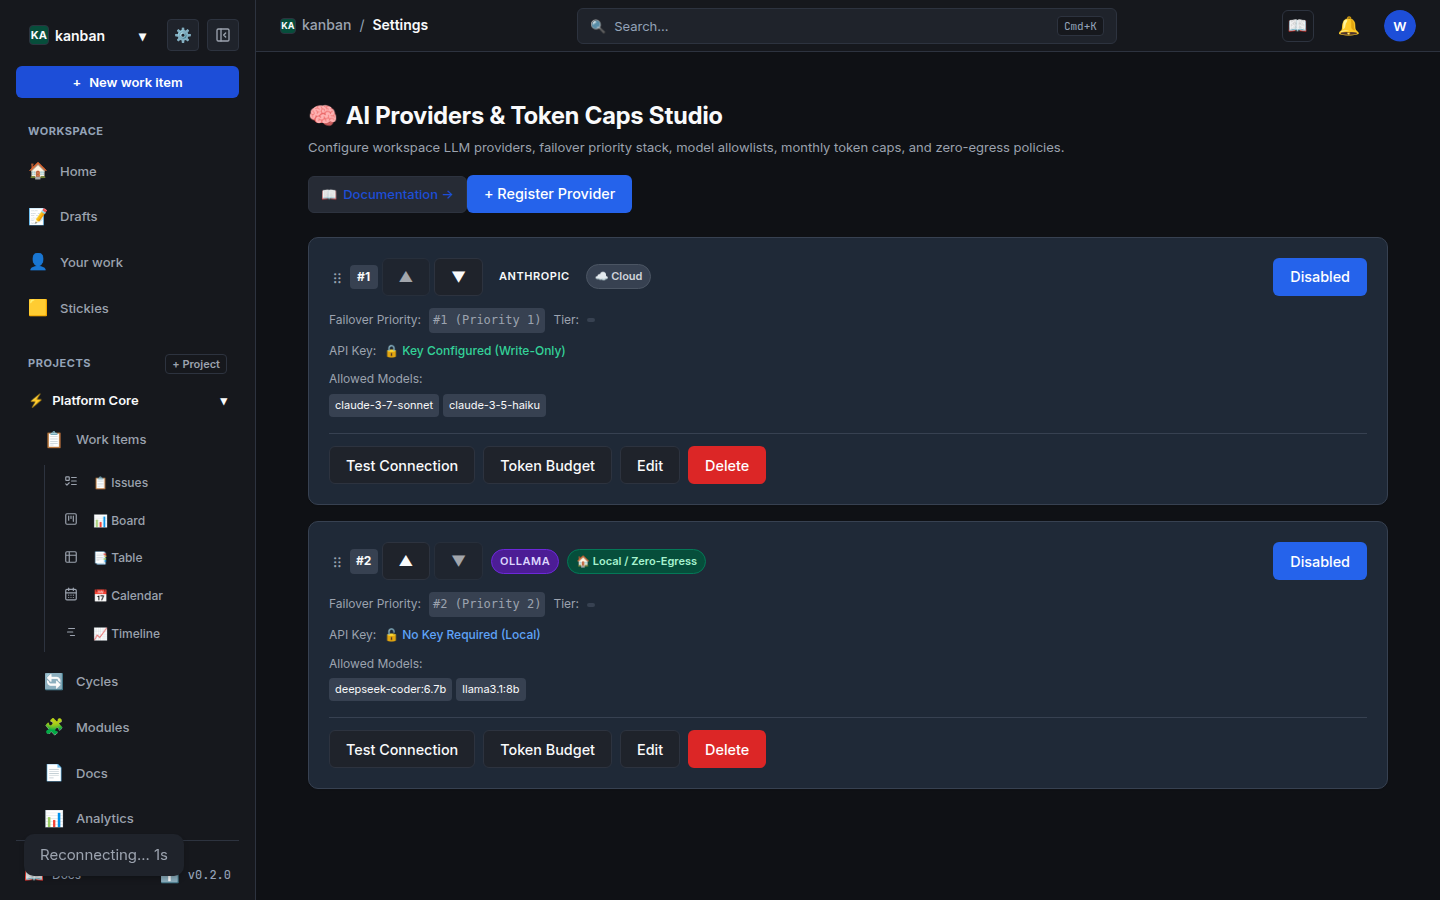 KA kanban ▾
+ New work item
WORKSPACE
Home
Drafts
Your work
Stickies
PROJECTS
+ Project
Platform Core ▾
Work Items
Issues
Board
Table
Calendar
Timeline
Cycles
Modules
Docs
Analytics
Reconnecting... 1s
Docs
v0.2.0
KA kanban / Settings
Search...
Cmd+K
W
AI Providers & Token Caps Studio
Configure workspace LLM providers, failover priority stack, model allowlists, monthly token caps, and zero-egress policies.
Documentation →
+ Register Provider
#1 ▲ ▼ ANTHROPIC Cloud
Disabled
Failover Priority: #1 (Priority 1) Tier:
API Key: Key Configured (Write-Only)
Allowed Models:
claude-3-7-sonnet claude-3-5-haiku
Test Connection Token Budget Edit Delete
#2 ▲ ▼ OLLAMA Local / Zero-Egress
Disabled
Failover Priority: #2 (Priority 2) Tier:
API Key: No Key Required (Local)
Allowed Models:
deepseek-coder:6.7b llama3.1:8b
Test Connection Token Budget Edit Delete